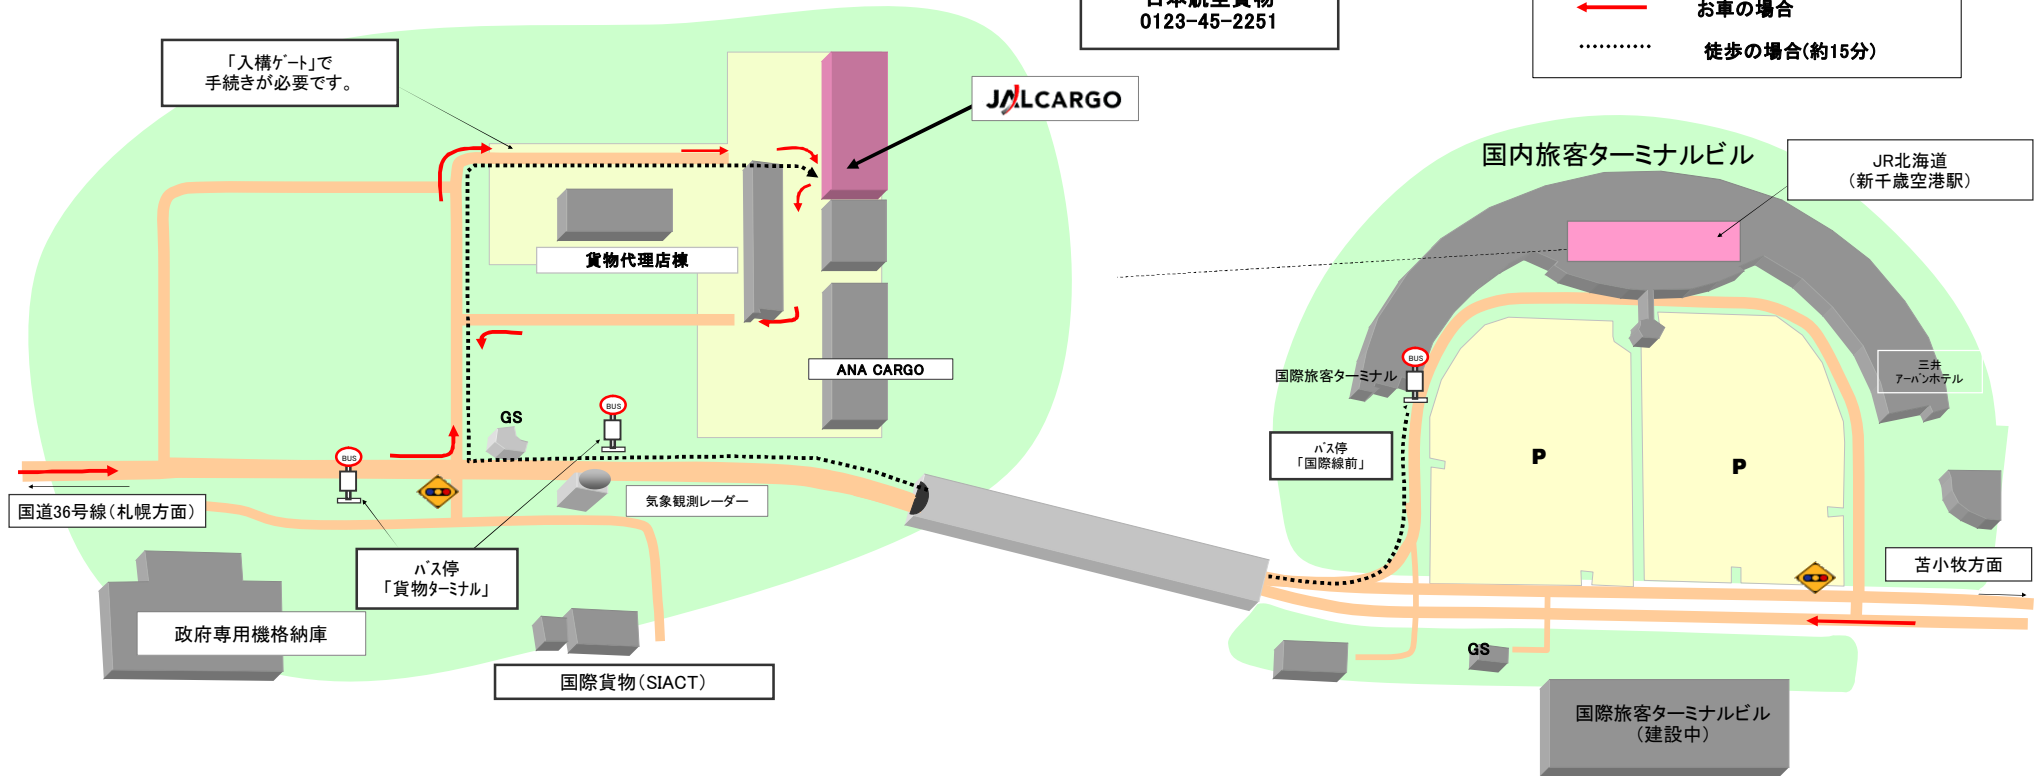 日本航空貨物
0123-45-2251
お車の場合
徒歩の場合(約15分)
「入構ゲート」で
手続きが必要です。
JALCARGO
国内旅客ターミナルビル
JR北海道
(新千歳空港駅)
貨物代理店棟
ANA CARGO
国際旅客ターミナル
BUS
三井
アーバンホテル
GS
BUS
BUS
バス停
「国際線前」
P
P
気象観測レーダー
国道36号線(札幌方面)
バス停
「貨物ターミナル」
苫小牧方面
政府専用機格納庫
国際貨物(SIACT)
GS
国際旅客ターミナルビル
(建設中)